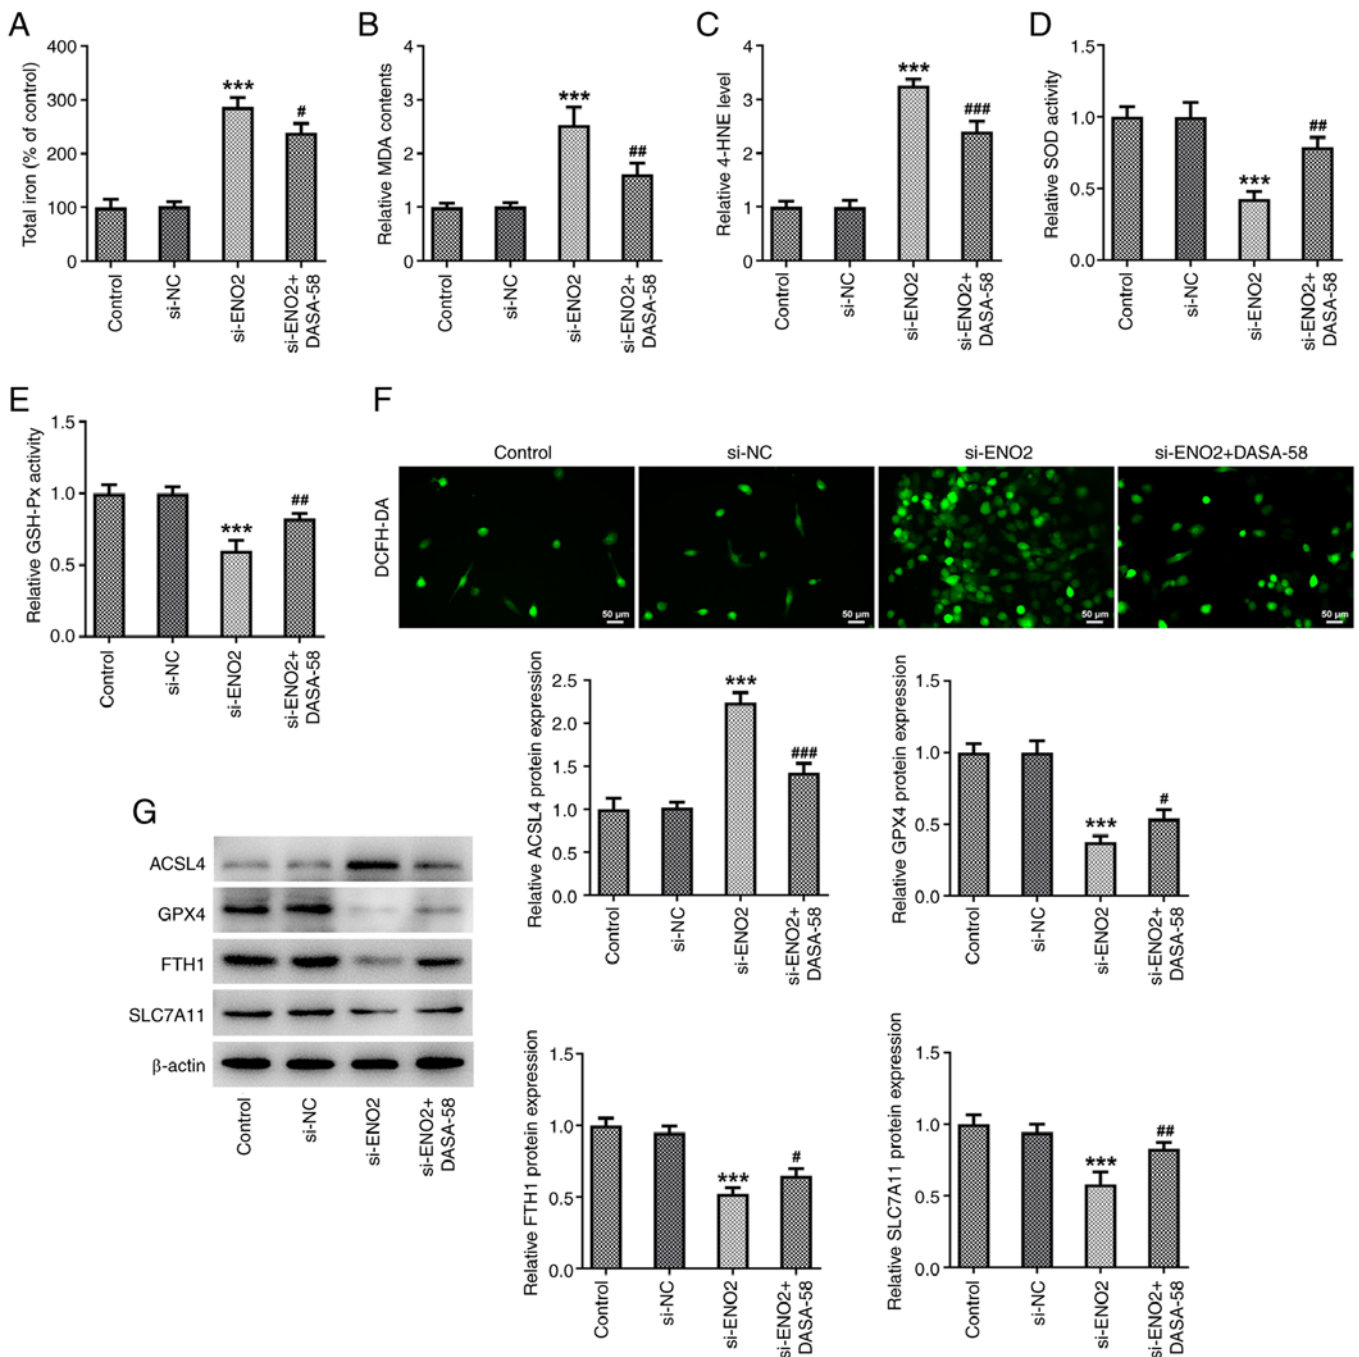 A
Total iron (% of control)
400
300
200
100
0
***
#
Control
si-NC
si-ENO2
si-ENO2+
DASA-58
B
Relative MDA contents
4
3
2
1
0
***
##
Control
si-NC
si-ENO2
si-ENO2+
DASA-58
C
Relative 4-HNE level
4
3
2
1
0
***
###
Control
si-NC
si-ENO2
si-ENO2+
DASA-58
D
Relative SOD activity
1.5
1.0
0.5
0.0
***
##
Control
si-NC
si-ENO2
si-ENO2+
DASA-58
E
Relative GSH-Px activity
1.5
1.0
0.5
0.0
***
##
Control
si-NC
si-ENO2
si-ENO2+
DASA-58
F
Control
si-NC
si-ENO2
si-ENO2+DASA-58
DCFH-DA
50 µm
50 µm
50 µm
50 µm
G
ACSL4
GPX4
FTH1
SLC7A11
β-actin
Control
si-NC
si-ENO2
si-ENO2+
DASA-58
Relative ACSL4 protein expression
2.5
2.0
1.5
1.0
0.5
0.0
***
###
Control
si-NC
si-ENO2
si-ENO2+
DASA-58
Relative GPX4 protein expression
1.5
1.0
0.5
0.0
***
#
Control
si-NC
si-ENO2
si-ENO2+
DASA-58
Relative FTH1 protein expression
1.5
1.0
0.5
0.0
***
#
Control
si-NC
si-ENO2
si-ENO2+
DASA-58
Relative SLC7A11 protein expression
1.5
1.0
0.5
0.0
***
##
Control
si-NC
si-ENO2
si-ENO2+
DASA-58